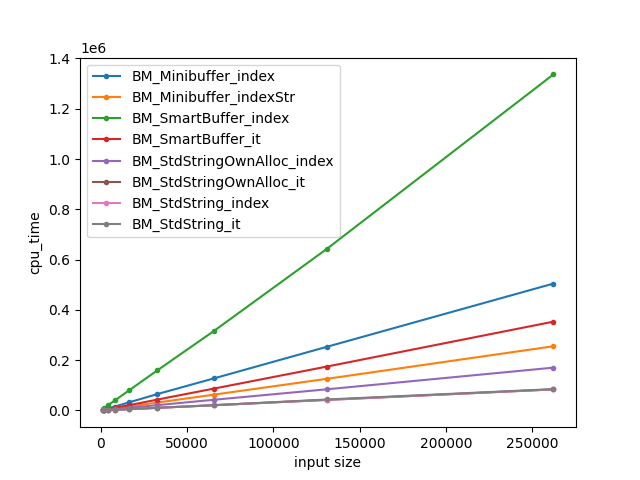 1e6
1.4
1.2
1.0
0.8
0.6
0.4
0.2
0.0
cpu_time
BM_Minibuffer_index
BM_Minibuffer_indexStr
BM_SmartBuffer_index
BM_SmartBuffer_it
BM_StdStringOwnAlloc_index
BM_StdStringOwnAlloc_it
BM_StdString_index
BM_StdString_it
0 50000 100000 150000 200000 250000
input size